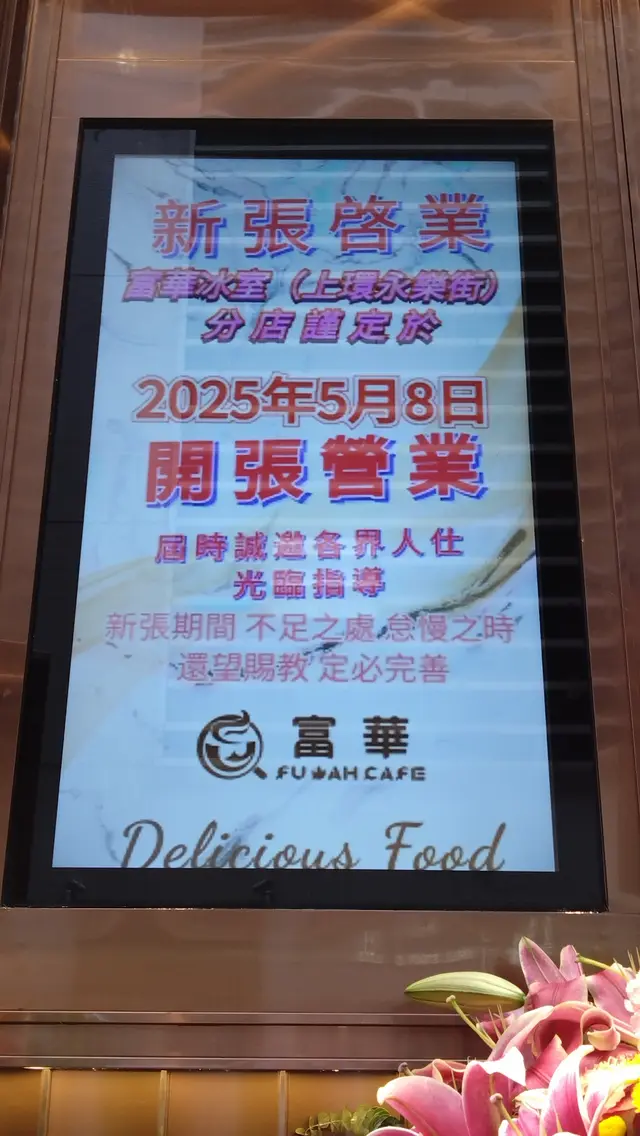 新張啓業
富華冰室（上環永樂街）
分店謹定於
2025年5月8日
開張營業
屆時誠邀各界人仕
光臨指導
新張期間 不足之處 怠慢之時
還望賜教 定必完善
富華
FU WAH CAFE
Delicious Food